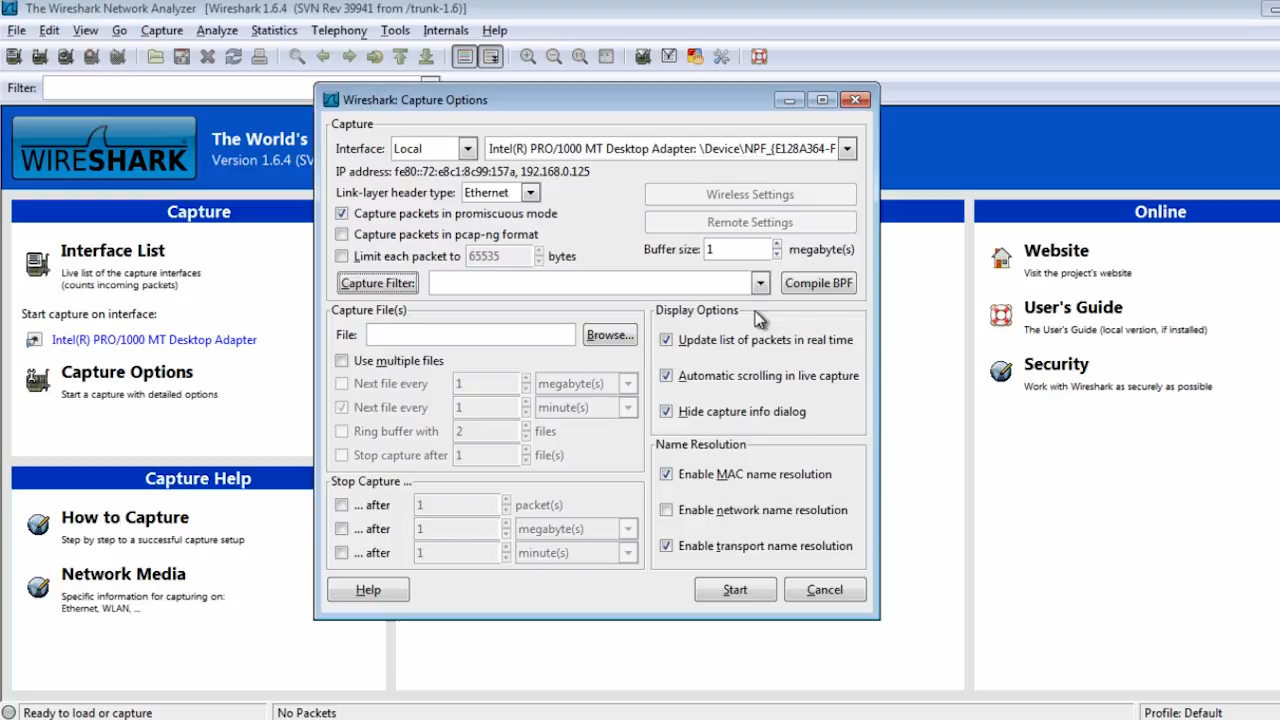 The Wireshark Network Analyzer [Wireshark 1.6.4 (SVN Rev 39941 from /trunk-1.6)]
File Edit View Go Capture Analyze Statistics Telephony Tools Internals Help
Filter:
WIRESHARK
The World's
Version 1.6.4 (SV
Capture
Interface List
Live list of the capture interfaces
(counts incoming packets)
Start capture on interface:
Intel(R) PRO/1000 MT Desktop Adapter
Capture Options
Start a capture with detailed options
Capture Help
How to Capture
Step by step to a successful capture setup
Network Media
Specific information for capturing on:
Ethernet, WLAN, ...
Wireshark: Capture Options
Capture
Interface: Local Intel(R) PRO/1000 MT Desktop Adapter: \Device\NPF_{E128A364-F
IP address: fe80::72:e8c1:8c99:157a, 192.168.0.125
Link-layer header type: Ethernet
Wireless Settings
Capture packets in promiscuous mode
Remote Settings
Capture packets in pcap-ng format
Limit each packet to 65535 bytes
Buffer size: 1 megabyte(s)
Capture Filter:
Compile BPF
Capture File(s)
File: Browse...
Use multiple files
Next file every 1 megabyte(s)
Next file every 1 minute(s)
Ring buffer with 2 files
Stop capture after 1 file(s)
Stop Capture ...
... after 1 packet(s)
... after 1 megabyte(s)
... after 1 minute(s)
Display Options
Update list of packets in real time
Automatic scrolling in live capture
Hide capture info dialog
Name Resolution
Enable MAC name resolution
Enable network name resolution
Enable transport name resolution
Help
Start
Cancel
Online
Website
Visit the project's website
User's Guide
The User's Guide (local version, if installed)
Security
Work with Wireshark as securely as possible
Ready to load or capture
No Packets
Profile: Default